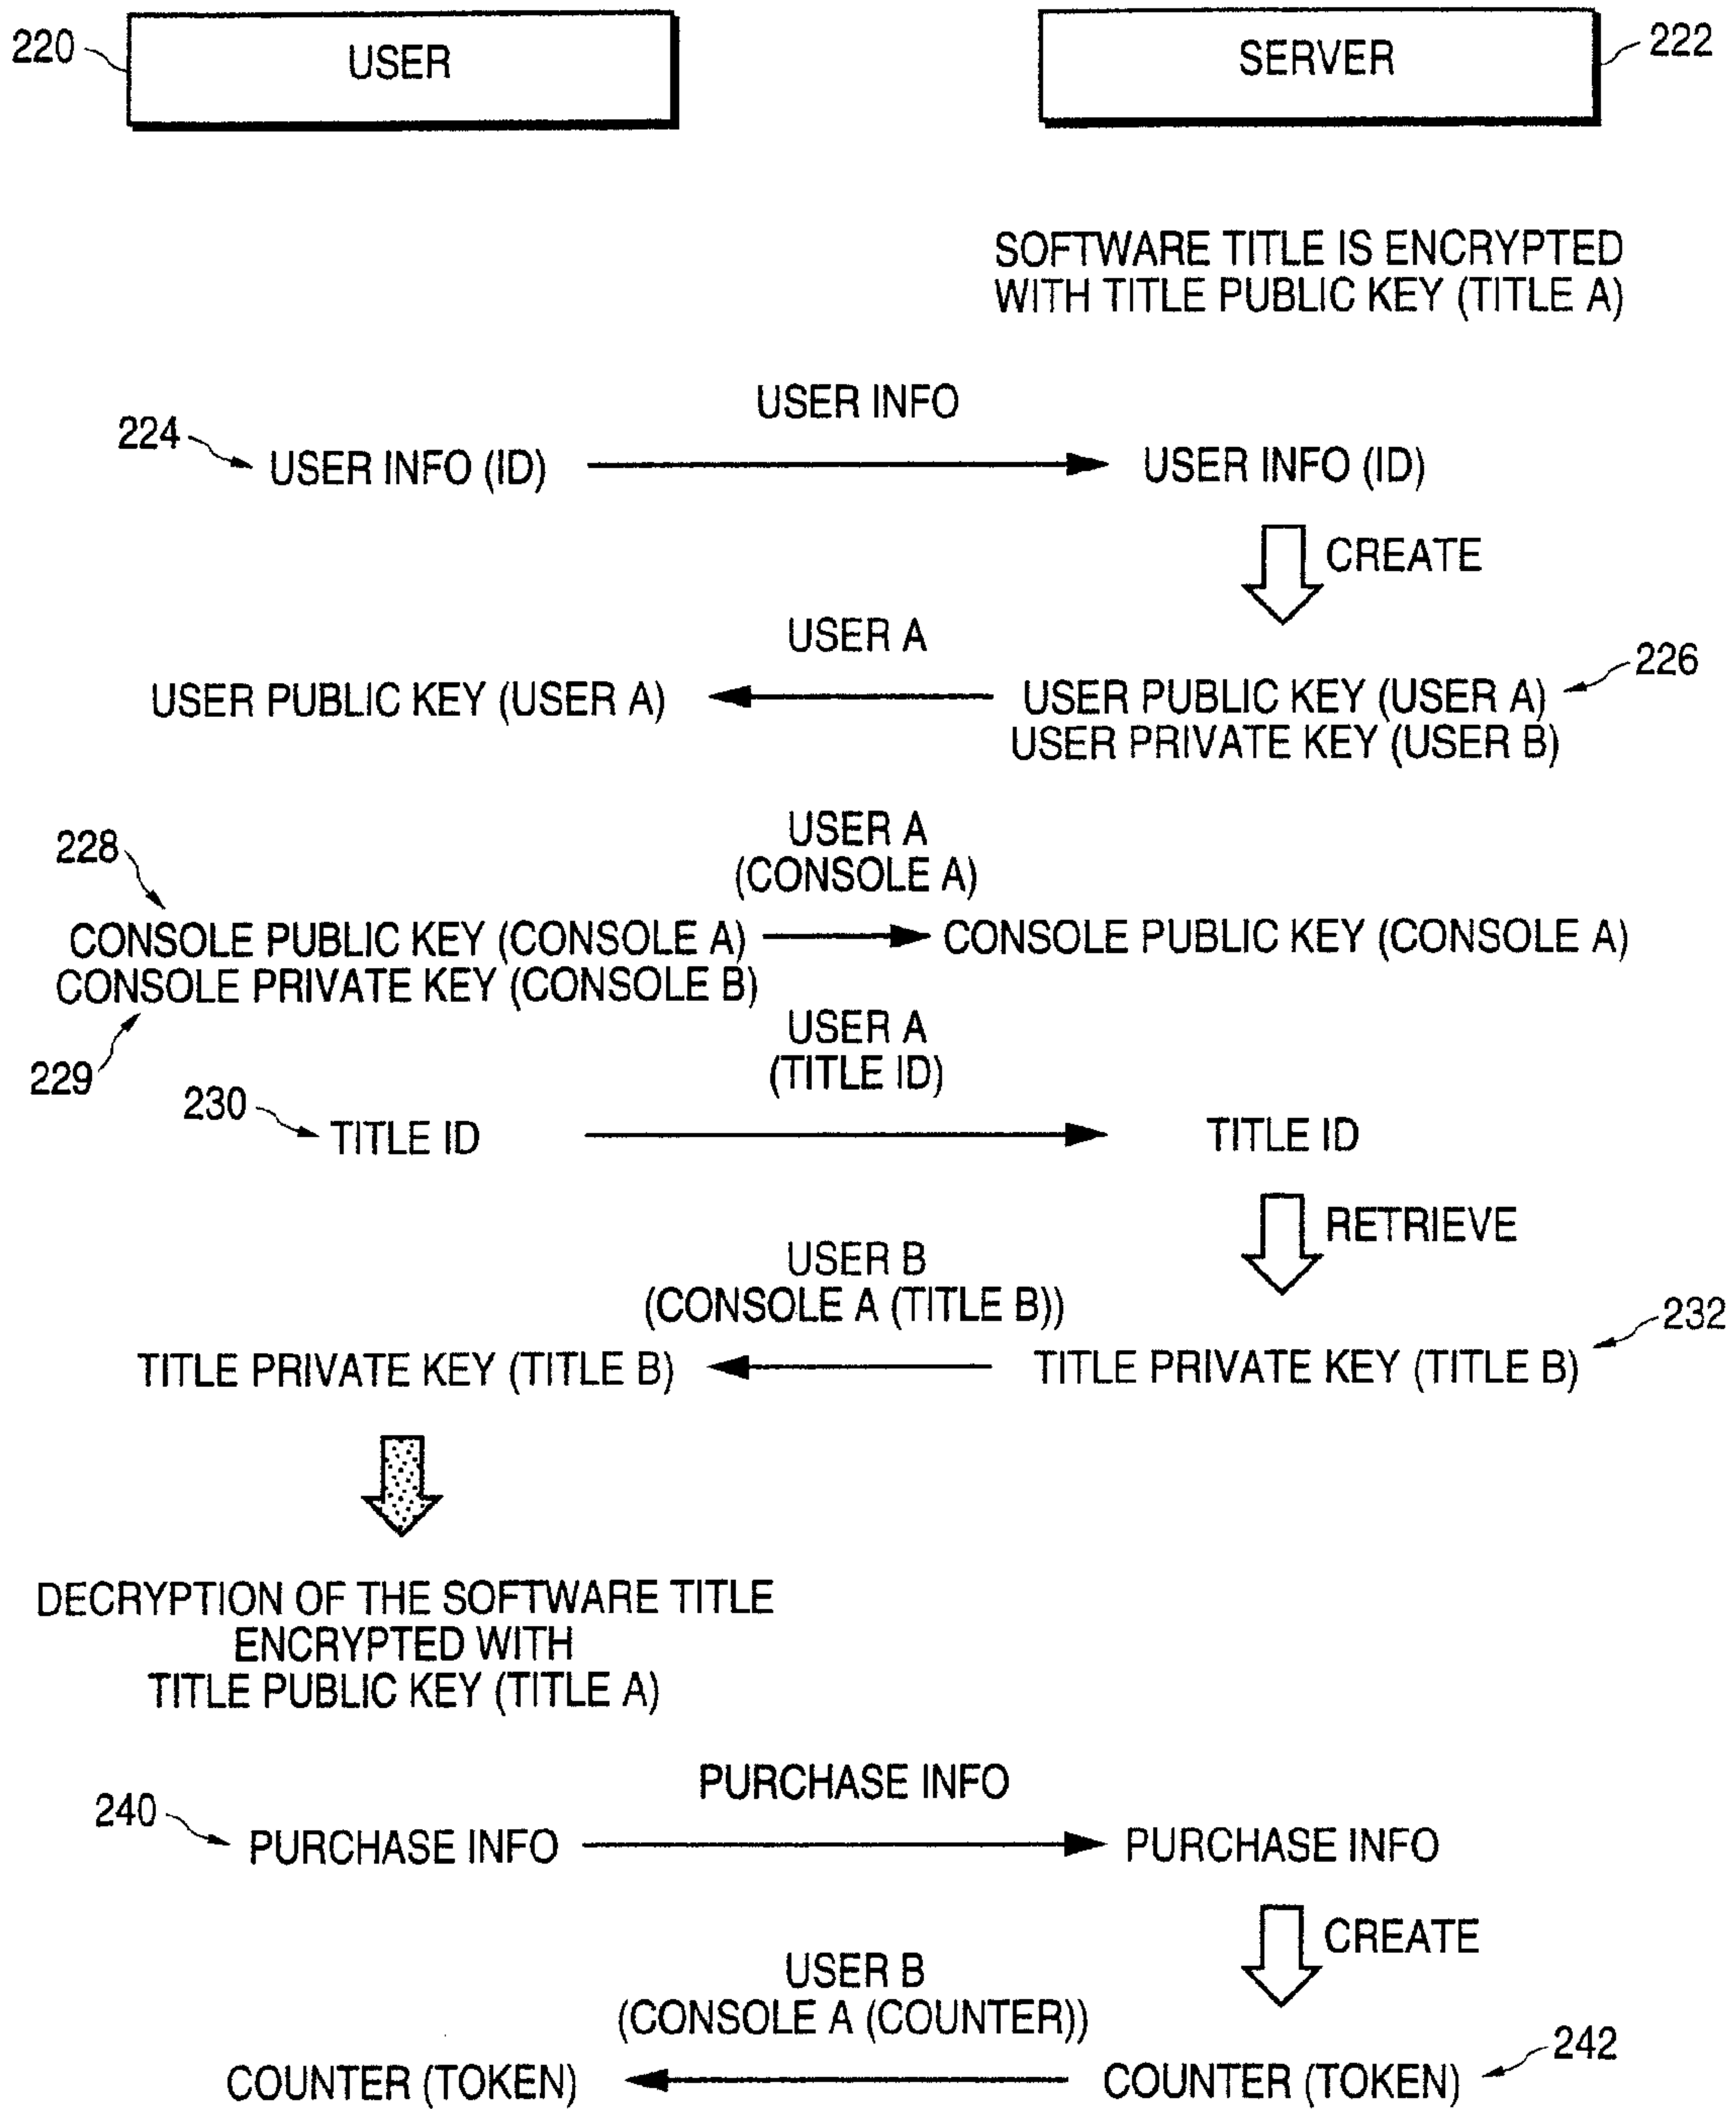 220
USER
SERVER
222
SOFTWARE TITLE IS ENCRYPTED
WITH TITLE PUBLIC KEY (TITLE A)
USER INFO
224
USER INFO (ID)
USER INFO (ID)
CREATE
USER A
226
USER PUBLIC KEY (USER A)
USER PUBLIC KEY (USER A)
USER PRIVATE KEY (USER B)
228
USER A
(CONSOLE A)
CONSOLE PUBLIC KEY (CONSOLE A)
CONSOLE PUBLIC KEY (CONSOLE A)
CONSOLE PRIVATE KEY (CONSOLE B)
229
USER A
(TITLE ID)
230
TITLE ID
TITLE ID
RETRIEVE
USER B
(CONSOLE A (TITLE B))
232
TITLE PRIVATE KEY (TITLE B)
TITLE PRIVATE KEY (TITLE B)
DECRYPTION OF THE SOFTWARE TITLE
ENCRYPTED WITH
TITLE PUBLIC KEY (TITLE A)
PURCHASE INFO
240
PURCHASE INFO
PURCHASE INFO
CREATE
USER B
(CONSOLE A (COUNTER))
242
COUNTER (TOKEN)
COUNTER (TOKEN)